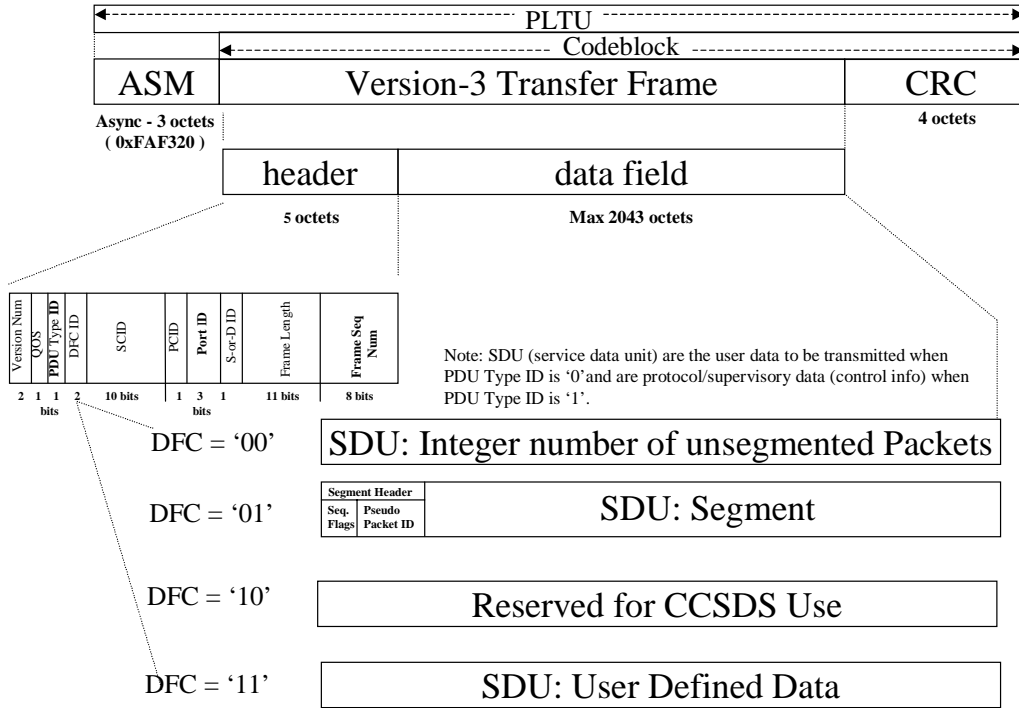 PLTU
Codeblock
ASM
Version-3 Transfer Frame
CRC
Async - 3 octets
( 0xFAF320 )
4 octets
header
data field
5 octets
Max 2043 octets
Version Num
QOS
PDU Type ID
DFC ID
SCID
PCID
Port ID
S-or-D ID
Frame Length
Frame Seq
Num
2 1 1 2 10 bits 1 3 1 11 bits 8 bits
bits bits
Note: SDU (service data unit) are the user data to be transmitted when
PDU Type ID is ‘0’and are protocol/supervisory data (control info) when
PDU Type ID is ‘1’.
DFC = ‘00’
SDU: Integer number of unsegmented Packets
DFC = ‘01’
Segment Header
Seq.
Flags
Pseudo
Packet ID
SDU: Segment
DFC = ‘10’
Reserved for CCSDS Use
DFC = ‘11’
SDU: User Defined Data